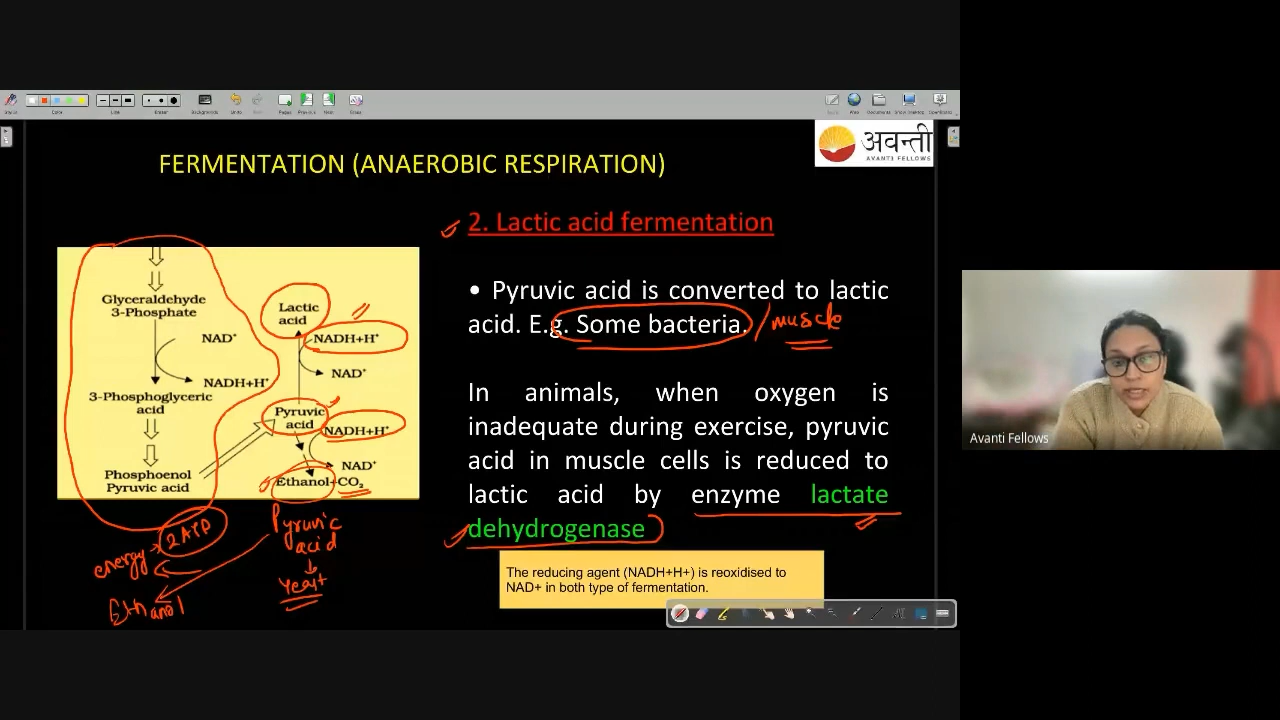 अवन्ती
AVANTI FELLOWS
FERMENTATION (ANAEROBIC RESPIRATION)
2. Lactic acid fermentation
• Pyruvic acid is converted to lactic
acid. E.g. Some bacteria. / muscle
In animals, when oxygen is
inadequate during exercise, pyruvic
acid in muscle cells is reduced to
lactic acid by enzyme lactate
dehydrogenase
The reducing agent (NADH+H+) is reoxidised to
NAD+ in both type of fermentation.
Glyceraldehyde
3-Phosphate
NAD⁺
NADH+H⁺
3-Phosphoglyceric
acid
Phosphoenol
Pyruvic acid
Lactic
acid
NADH+H⁺
NAD⁺
Pyruvic
acid
NADH+H⁺
NAD⁺
Ethanol+CO₂
energy → 2ATP
Ethanol
Pyruvic
acid
↓
Yeast
Avanti Fellows